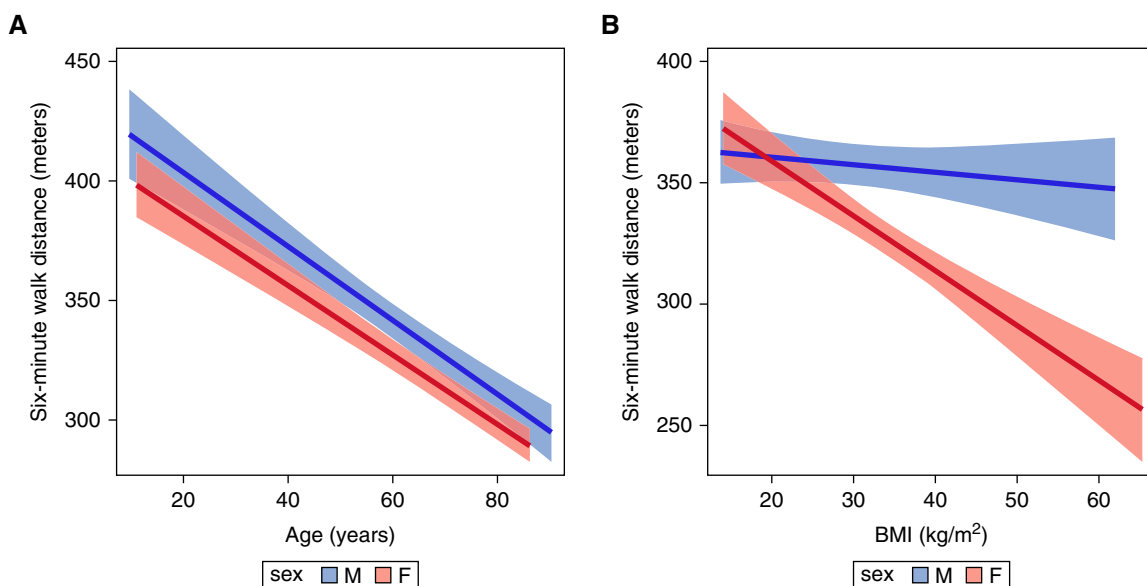 A
Six-minute walk distance (meters)
450
400
350
300
20 40 60 80
Age (years)
sex M F
B
Six-minute walk distance (meters)
400
350
300
250
20 30 40 50 60
BMI (kg/m²)
sex M F